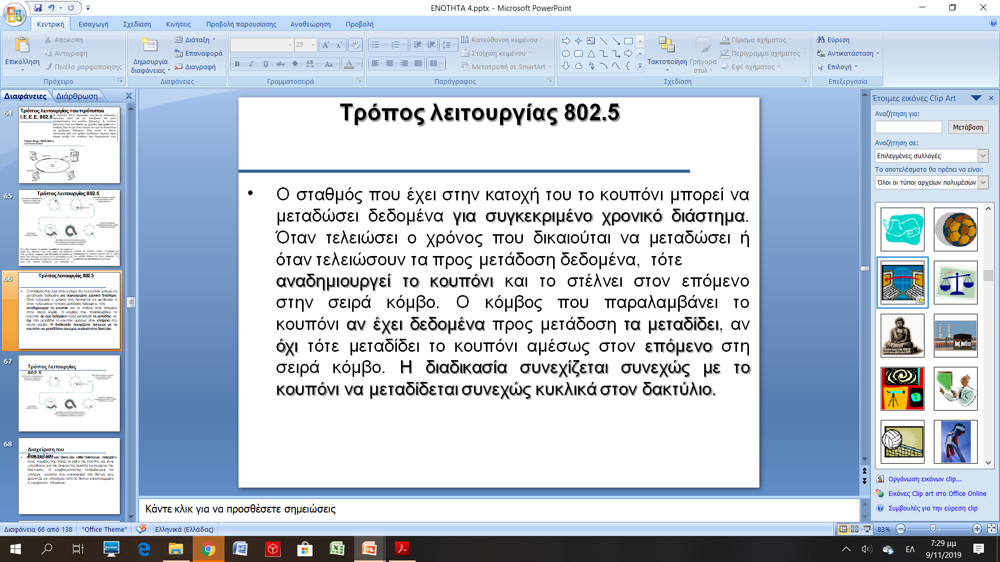 ΕΝΟΤΗΤΑ 4.pptx - Microsoft PowerPoint
Κεντρική Εισαγωγή Σχεδίαση Κινήσεις Προβολή παρουσίασης Αναθεώρηση Προβολή
Επικόλληση
Αποκοπή
Αντιγραφή
Πινέλο μορφοποίησης
Πρόχειρο
Δημιουργία
διαφάνειας
Διάταξη
Επαναφορά
Διαγραφή
Διαφάνειες
25
Γραμματοσειρά
Κατεύθυνση κειμένου
Στοίχιση κειμένου
Μετατροπή σε SmartArt
Παράγραφος
Τακτοποίηση
Γρήγορα
στυλ
Γέμισμα σχήματος
Περίγραμμα σχήματος
Εφέ σχήματος
Σχεδίαση
Εύρεση
Αντικατάσταση
Επιλογή
Επεξεργασία
Διαφάνειες Διάρθρωση
64
Τρόπος λειτουργίας του πρότυπου
I.E.E.E. 802.5
Token Ring / IEEE 802.5
65
Τρόπος λειτουργίας 802.5
66
Τρόπος λειτουργίας 802.5
67
Τρόπος λειτουργίας
802.5
68
Διαχείριση του
δακτυλίου
Τρόπος λειτουργίας 802.5
• Ο σταθμός που έχει στην κατοχή του το κουπόνι μπορεί να
μεταδώσει δεδομένα για συγκεκριμένο χρονικό διάστημα.
Όταν τελειώσει ο χρόνος που δικαιούται να μεταδώσει ή
όταν τελειώσουν τα προς μετάδοση δεδομένα, τότε
αναδημιουργεί το κουπόνι και το στέλνει στον επόμενο
στην σειρά κόμβο. Ο κόμβος που παραλαμβάνει το
κουπόνι αν έχει δεδομένα προς μετάδοση τα μεταδίδει, αν
όχι τότε μεταδίδει το κουπόνι αμέσως στον επόμενο στη
σειρά κόμβο. Η διαδικασία συνεχίζεται συνεχώς με το
κουπόνι να μεταδίδεται συνεχώς κυκλικά στον δακτύλιο.
Κάντε κλικ για να προσθέσετε σημειώσεις
Έτοιμες εικόνες Clip Art
Αναζήτηση για:
Μετάβαση
Αναζήτηση σε:
Επιλεγμένες συλλογές
Τα αποτελέσματα θα πρέπει να είναι:
Όλοι οι τύποι αρχείων πολυμέσων
Οργάνωση εικόνων clip...
Εικόνες Clip art στο Office Online
Συμβουλές για την εύρεση clip
Διαφάνεια 66 από 138 "Office Theme" Ελληνικά (Ελλάδας) 83%
ΕΛ
7:29 μμ
9/11/2019